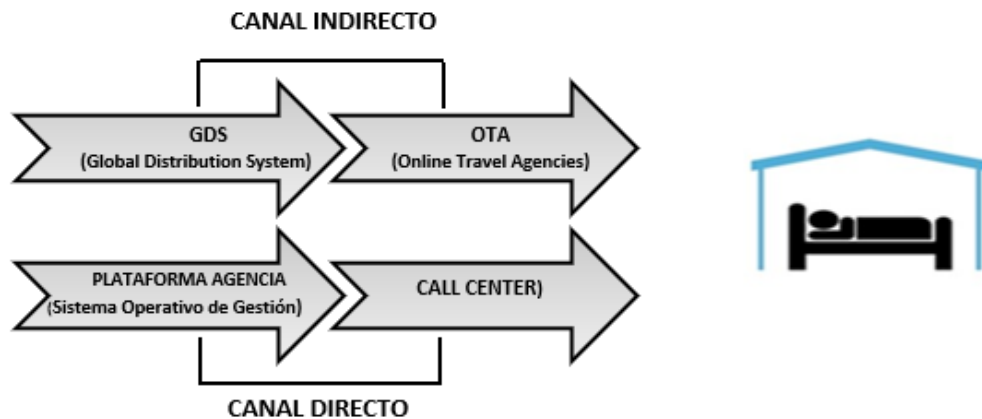 CANAL INDIRECTO
GDS
(Global Distribution System)
OTA
(Online Travel Agencies)
PLATAFORMA AGENCIA
(Sistema Operativo de Gestión)
CALL CENTER)
CANAL DIRECTO